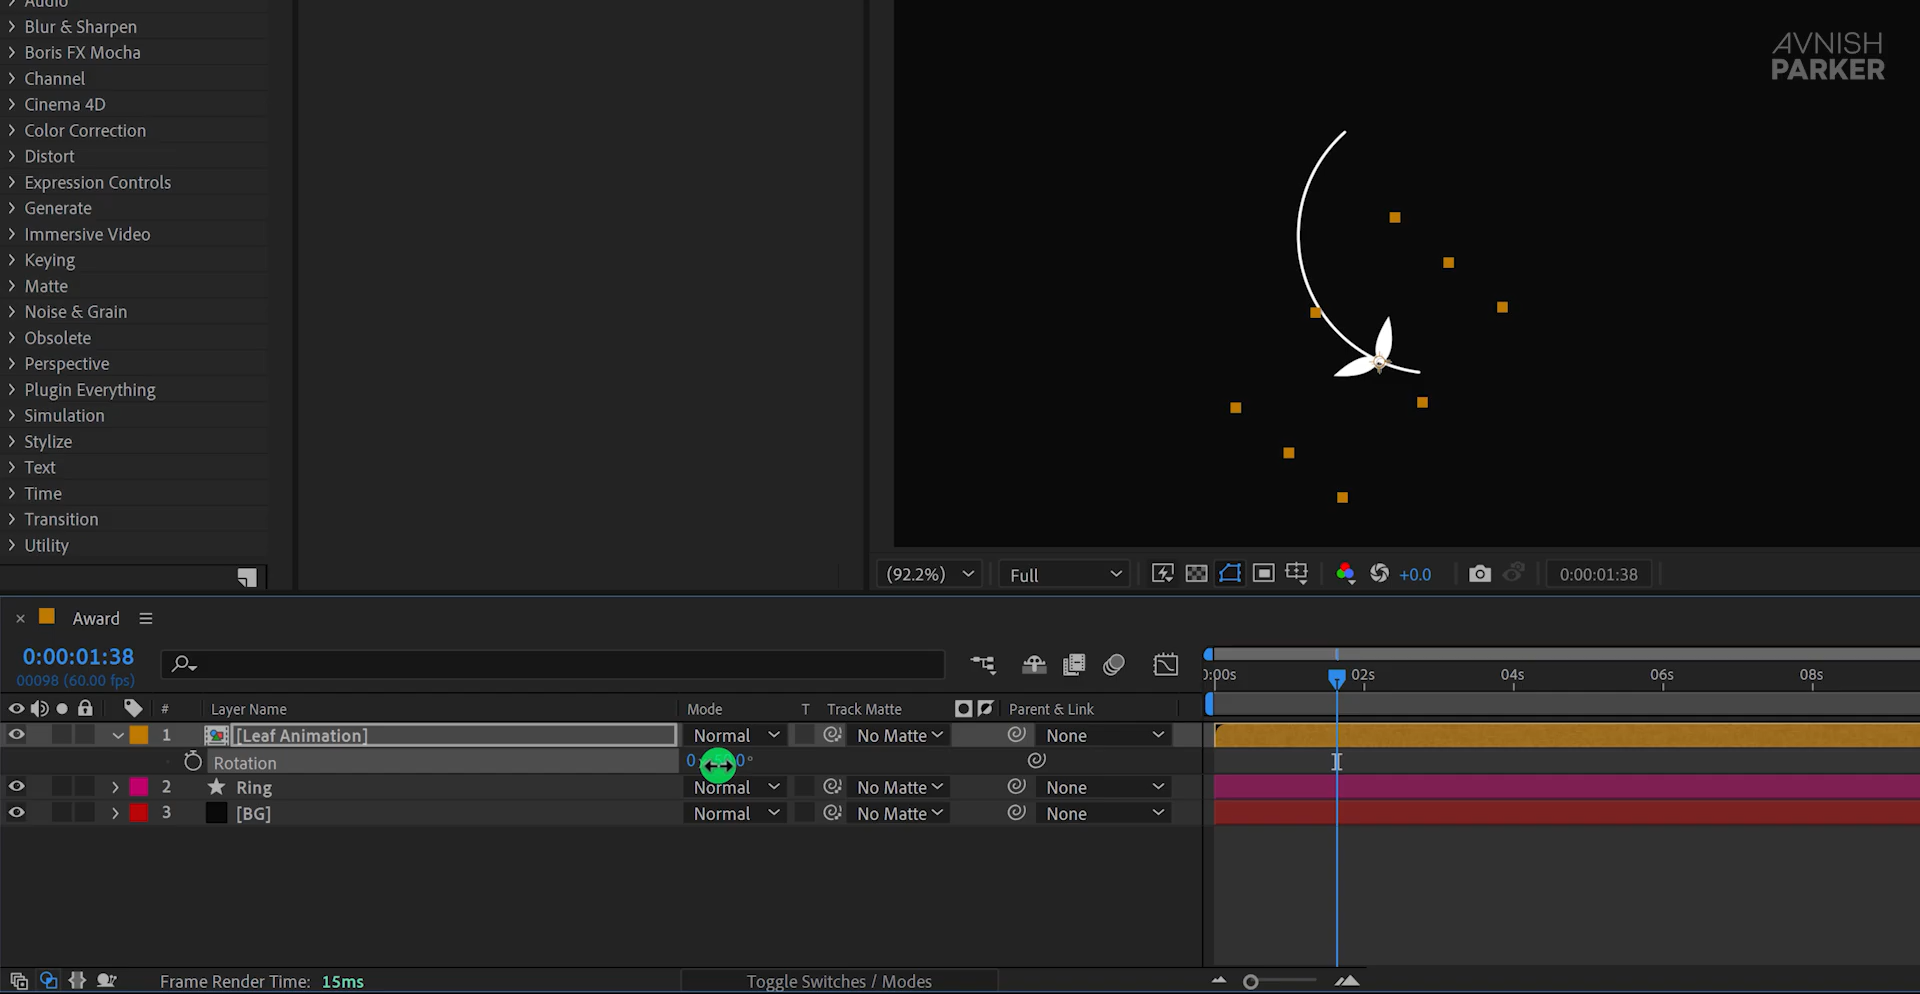 Audio
Blur & Sharpen
Boris FX Mocha
Channel
Cinema 4D
Color Correction
Distort
Expression Controls
Generate
Immersive Video
Keying
Matte
Noise & Grain
Obsolete
Perspective
Plugin Everything
Simulation
Stylize
Text
Time
Transition
Utility
AVNISH
PARKER
(92.2%)
Full
+0.0
0:00:01:38
Award
0:00:01:38
00098 (60.00 fps)
0:00s
02s
04s
06s
08s
# Layer Name Mode T Track Matte Parent & Link
1 [Leaf Animation] Normal No Matte None
Rotation
2 Ring Normal No Matte None
3 [BG] Normal No Matte None
Frame Render Time: 15ms
Toggle Switches / Modes